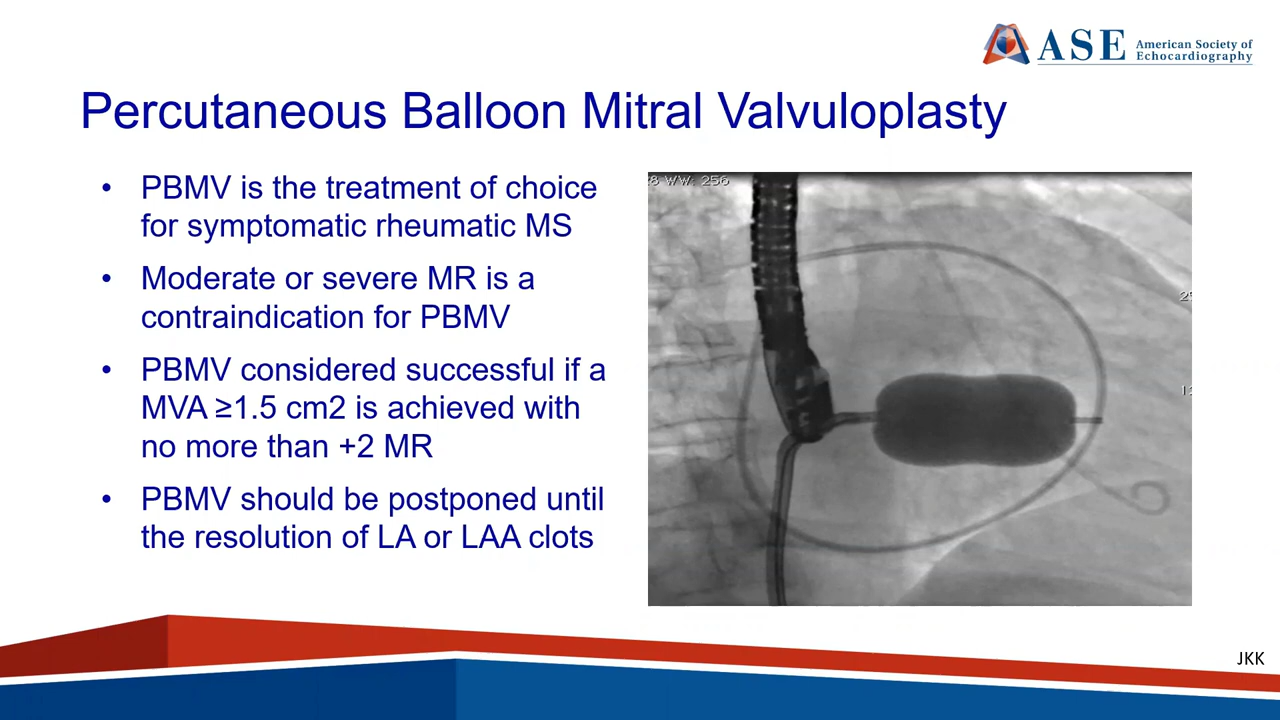 ASE American Society of
Echocardiography
Percutaneous Balloon Mitral Valvuloplasty
• PBMV is the treatment of choice
for symptomatic rheumatic MS
• Moderate or severe MR is a
contraindication for PBMV
• PBMV considered successful if a
MVA ≥1.5 cm2 is achieved with
no more than +2 MR
• PBMV should be postponed until
the resolution of LA or LAA clots
8 WW: 256
JKK